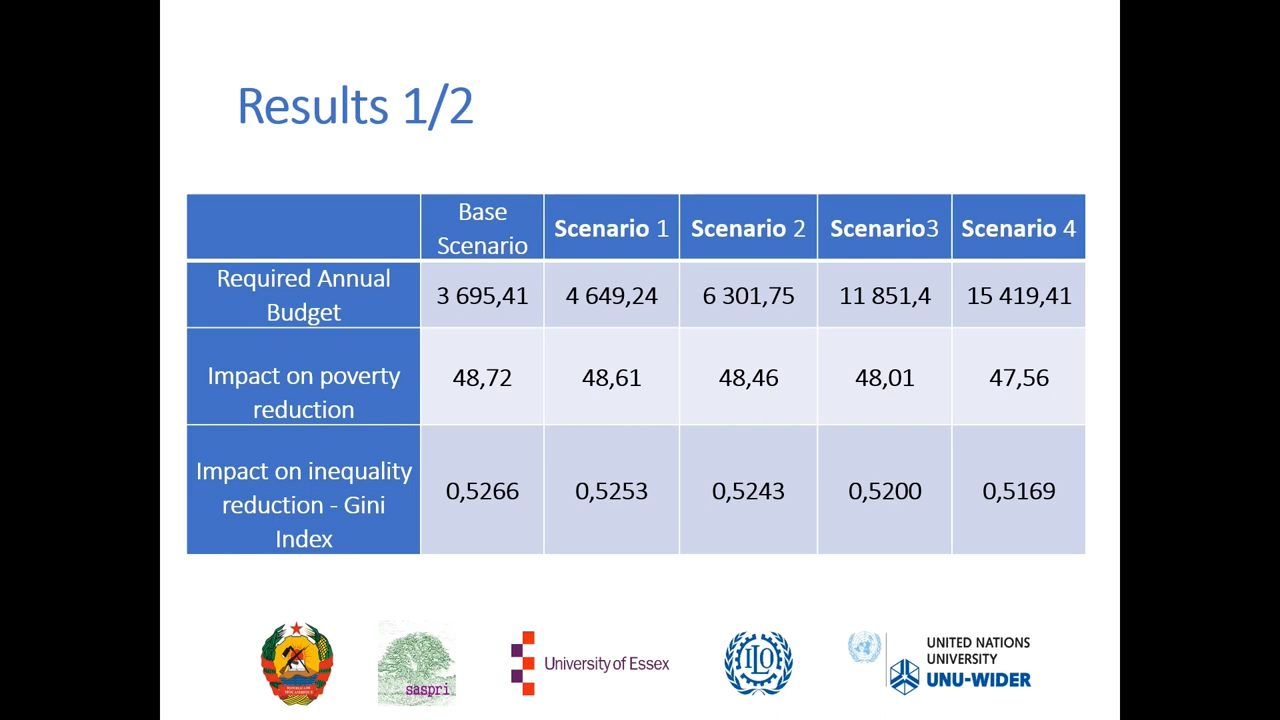 Results 1/2
Base
Scenario
Scenario 1
Scenario 2
Scenario3
Scenario 4
Required Annual
Budget
3 695,41
4 649,24
6 301,75
11 851,4
15 419,41
Impact on poverty
reduction
48,72
48,61
48,46
48,01
47,56
Impact on inequality
reduction - Gini
Index
0,5266
0,5253
0,5243
0,5200
0,5169
saspri
University of Essex
ILO
UNITED NATIONS
UNIVERSITY
UNU-WIDER